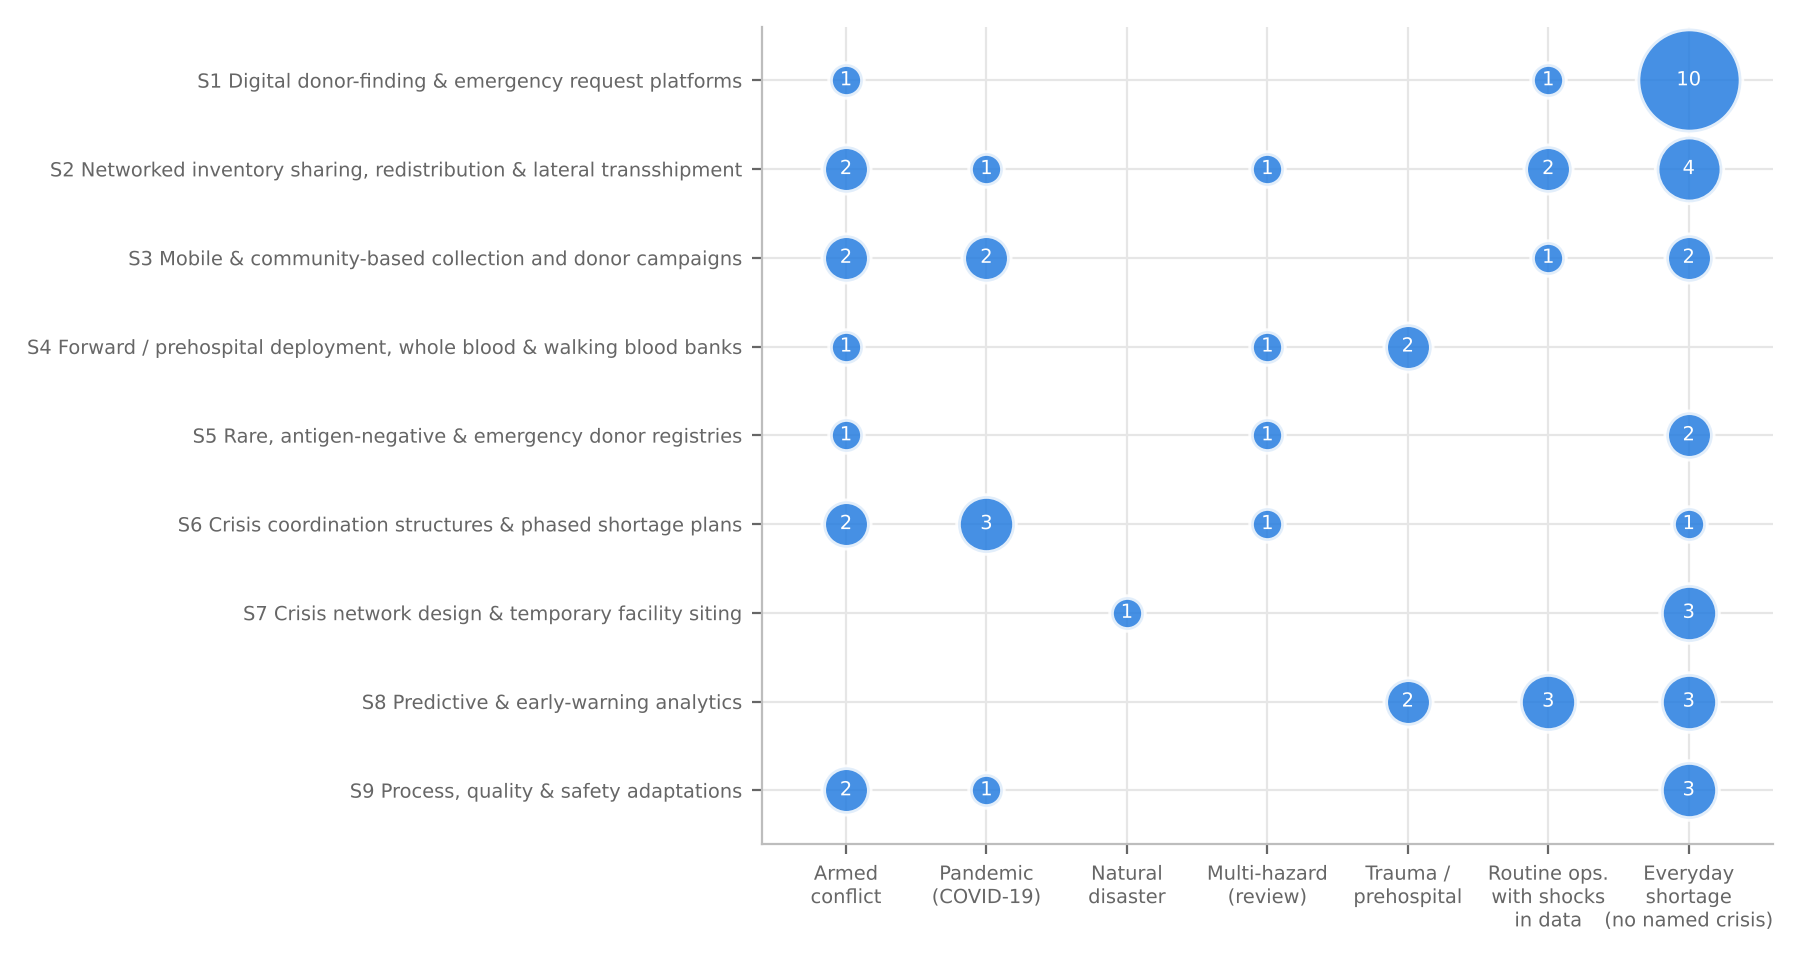 S1 Digital donor-finding & emergency request platforms 1 1 10
S2 Networked inventory sharing, redistribution & lateral transshipment 2 1 1 2 4
S3 Mobile & community-based collection and donor campaigns 2 2 1 2
S4 Forward / prehospital deployment, whole blood & walking blood banks 1 1 2
S5 Rare, antigen-negative & emergency donor registries 1 1 2
S6 Crisis coordination structures & phased shortage plans 2 3 1 1
S7 Crisis network design & temporary facility siting 1 3
S8 Predictive & early-warning analytics 2 3 3
S9 Process, quality & safety adaptations 2 1 3
Armed
conflict
Pandemic
(COVID-19)
Natural
disaster
Multi-hazard
(review)
Trauma /
prehospital
Routine ops.
with shocks
in data
Everyday
shortage
(no named crisis)